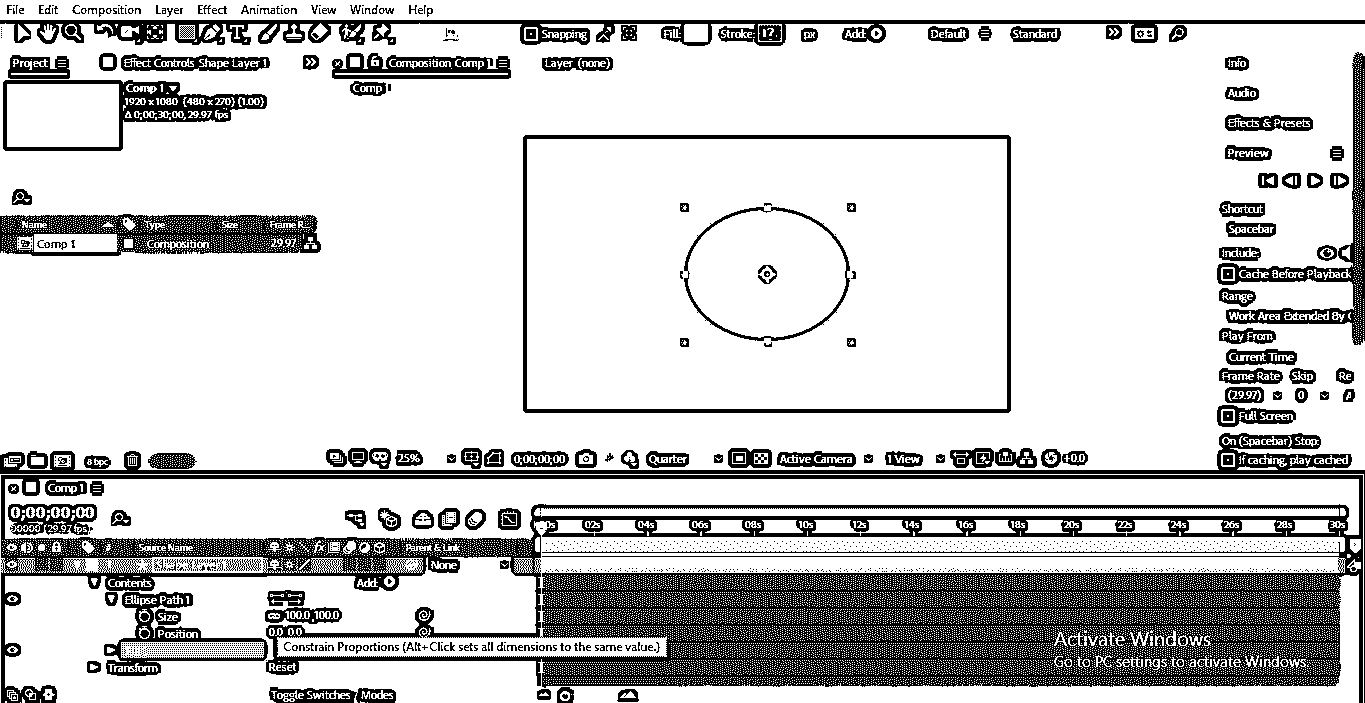 File Edit Composition Layer Effect Animation View Window Help
Snapping Fill: Stroke: px Add: Default Standard
Project Effect Controls Shape Layer 1 Composition Comp 1 Layer (none)
Comp 1 Comp 1
1920 x 1080 (480 x 270) (1.00)
Δ 0;00;30;00, 29.97 fps
Info
Audio
Effects & Presets
Preview
Shortcut
Spacebar
Include:
Cache Before Playback
Range
Work Area Extended By
Play From
Current Time
Frame Rate Skip Re
(29.97) 0
Full Screen
On (Spacebar) Stop:
If caching, play cached
Name Type Size Frame R...
Comp 1 Composition 29.97
8 bpc 25% 0;00;00;00 Quarter Active Camera 1 View +0.0
Comp 1
0;00;00;00
00000 (29.97 fps)
02s 04s 06s 08s 10s 12s 14s 16s 18s 20s 22s 24s 26s 28s 30s
# Source Name Parent & Link
None
Contents Add:
Ellipse Path 1
Size 100.0,100.0
Position 0.0,0.0
Constrain Proportions (Alt+Click sets all dimensions to the same value.)
Transform Reset
Toggle Switches / Modes
Activate Windows
Go to PC settings to activate Windows.